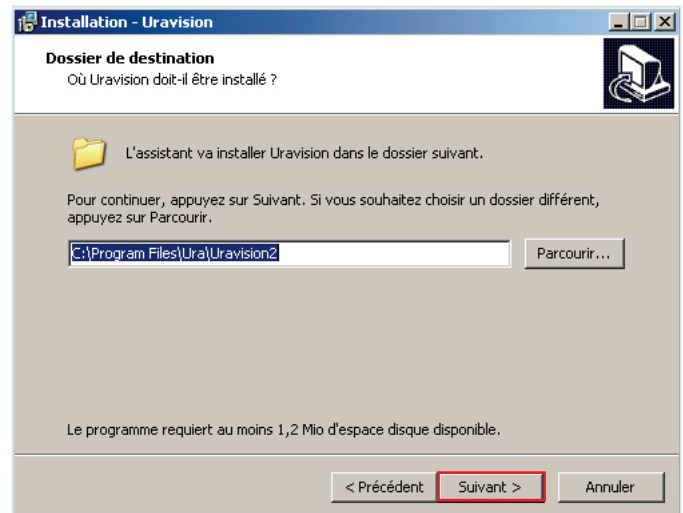 Installation - Uravision
Dossier de destination
Où Uravision doit-il être installé ?
L'assistant va installer Uravision dans le dossier suivant.
Pour continuer, appuyez sur Suivant. Si vous souhaitez choisir un dossier différent,
appuyez sur Parcourir.
C:\Program Files\Ura\Uravision2
Parcourir...
Le programme requiert au moins 1,2 Mio d'espace disque disponible.
< Précédent
Suivant >
Annuler